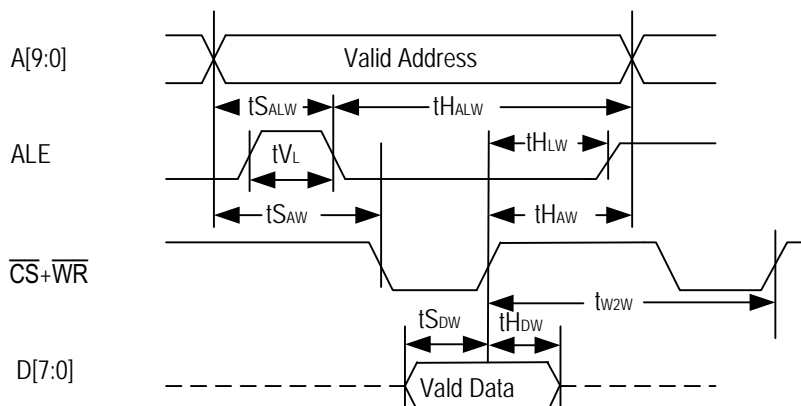 A[9:0] Valid Address
tSALW tHALW
ALE tVL tHLW
tSAW tHAW
CS+WR
tW2W
tSDW tHDW
D[7:0] Vald Data